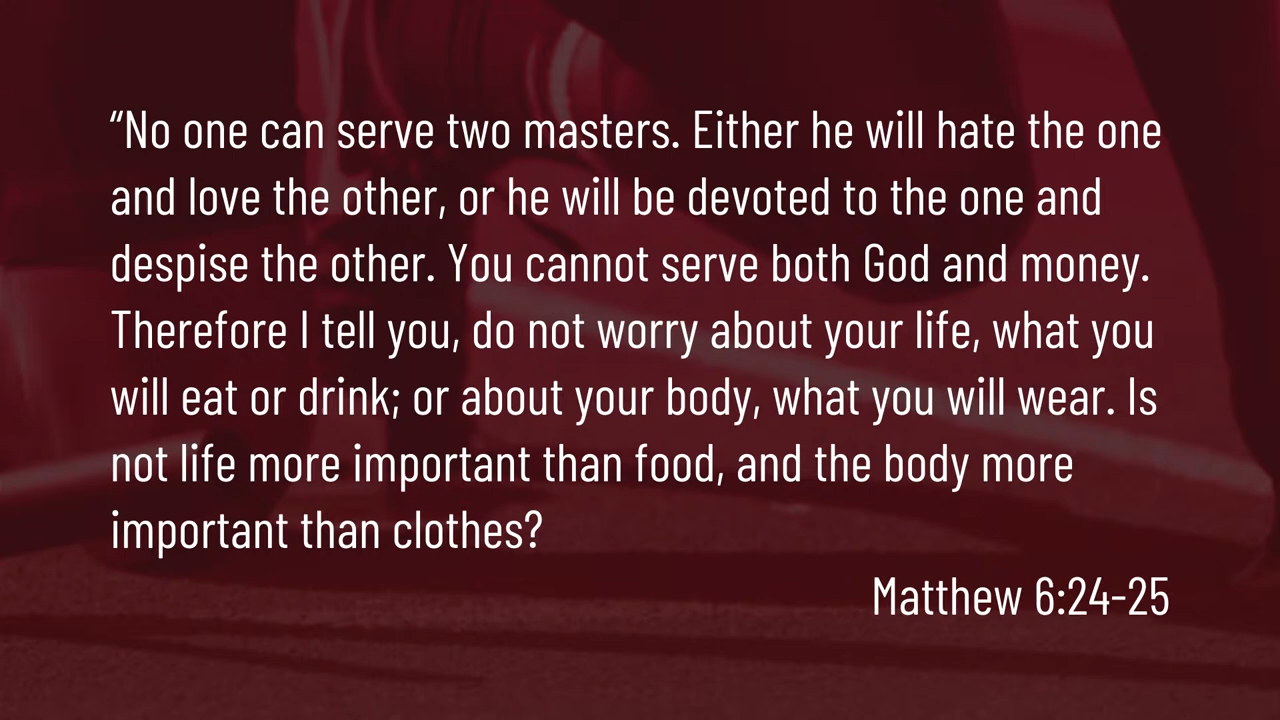 “No one can serve two masters. Either he will hate the one
and love the other, or he will be devoted to the one and
despise the other. You cannot serve both God and money.
Therefore I tell you, do not worry about your life, what you
will eat or drink; or about your body, what you will wear. Is
not life more important than food, and the body more
important than clothes?
Matthew 6:24-25